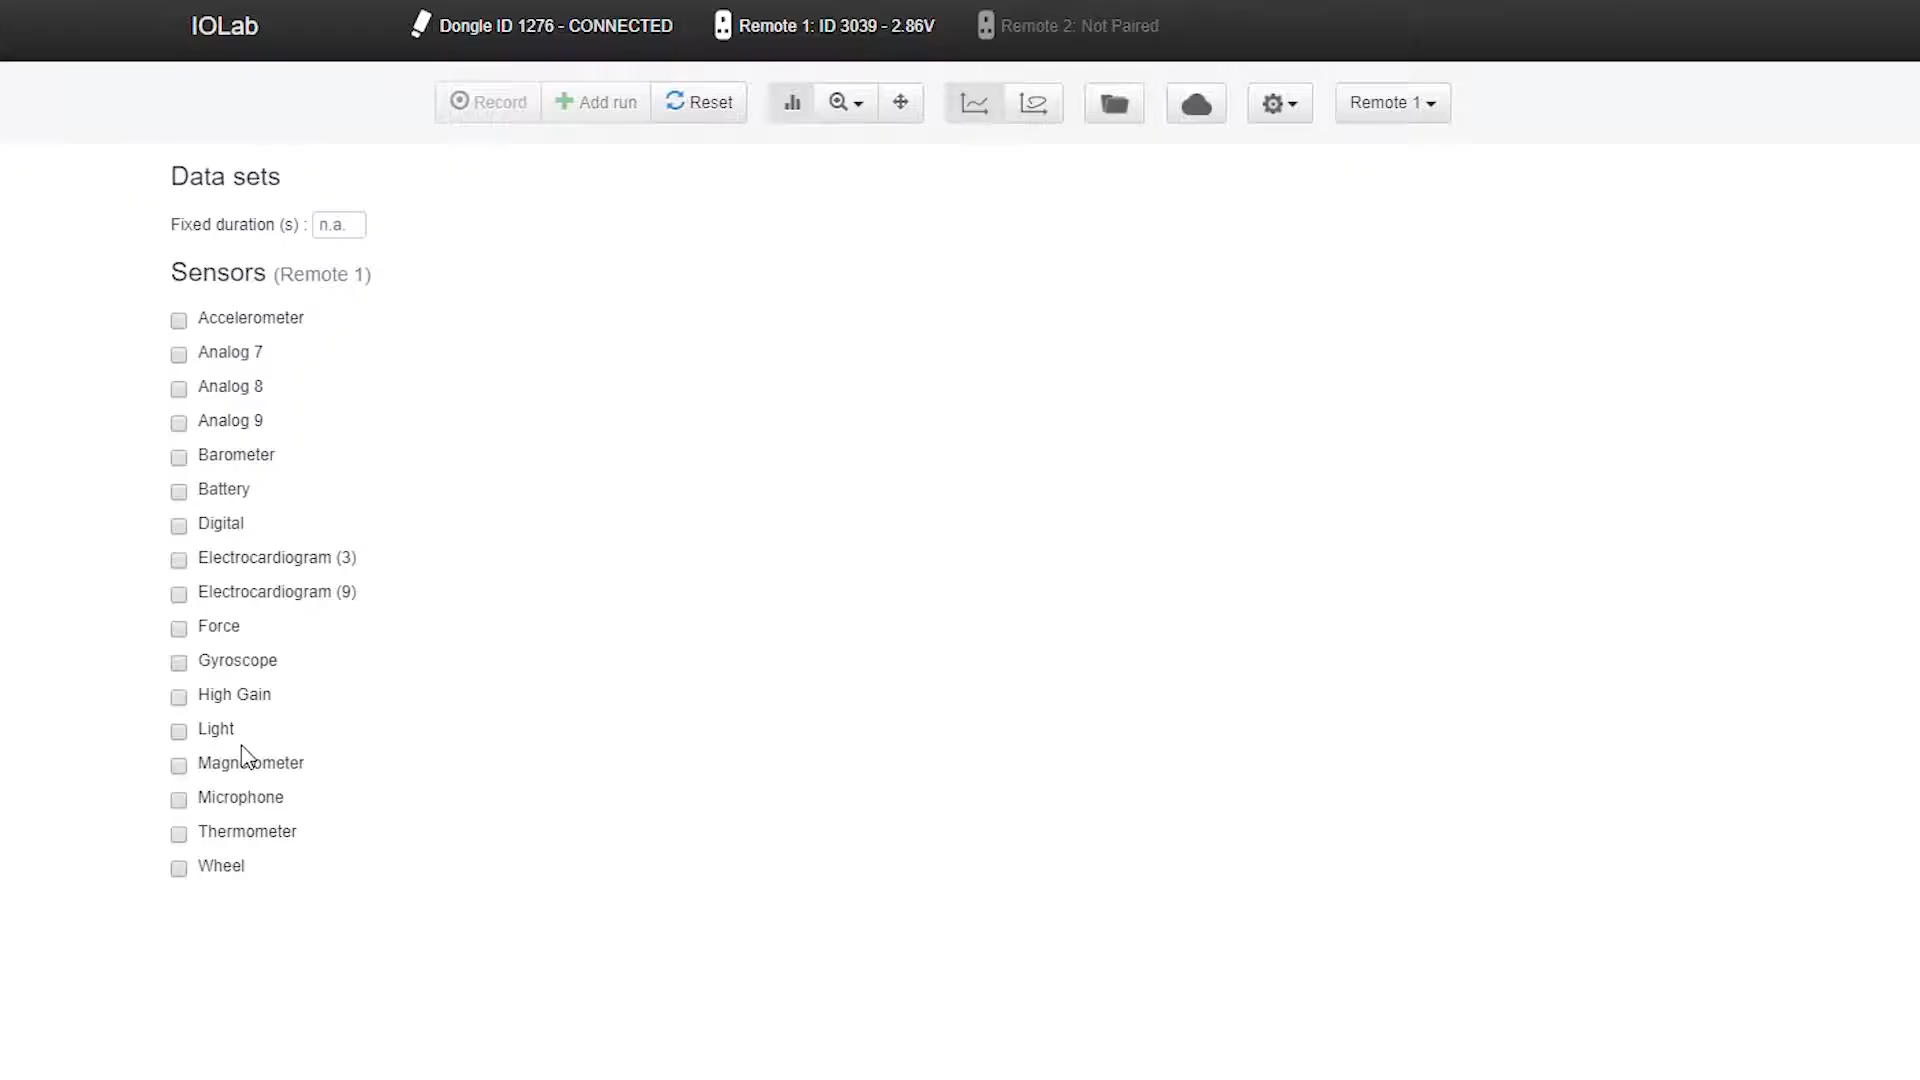 IOLab
Dongle ID 1276 - CONNECTED
Remote 1: ID 3039 - 2.86V
Remote 2: Not Paired
Record
Add run
Reset
Remote 1
Data sets
Fixed duration (s) : n.a.
Sensors (Remote 1)
Accelerometer
Analog 7
Analog 8
Analog 9
Barometer
Battery
Digital
Electrocardiogram (3)
Electrocardiogram (9)
Force
Gyroscope
High Gain
Light
Magnetometer
Microphone
Thermometer
Wheel